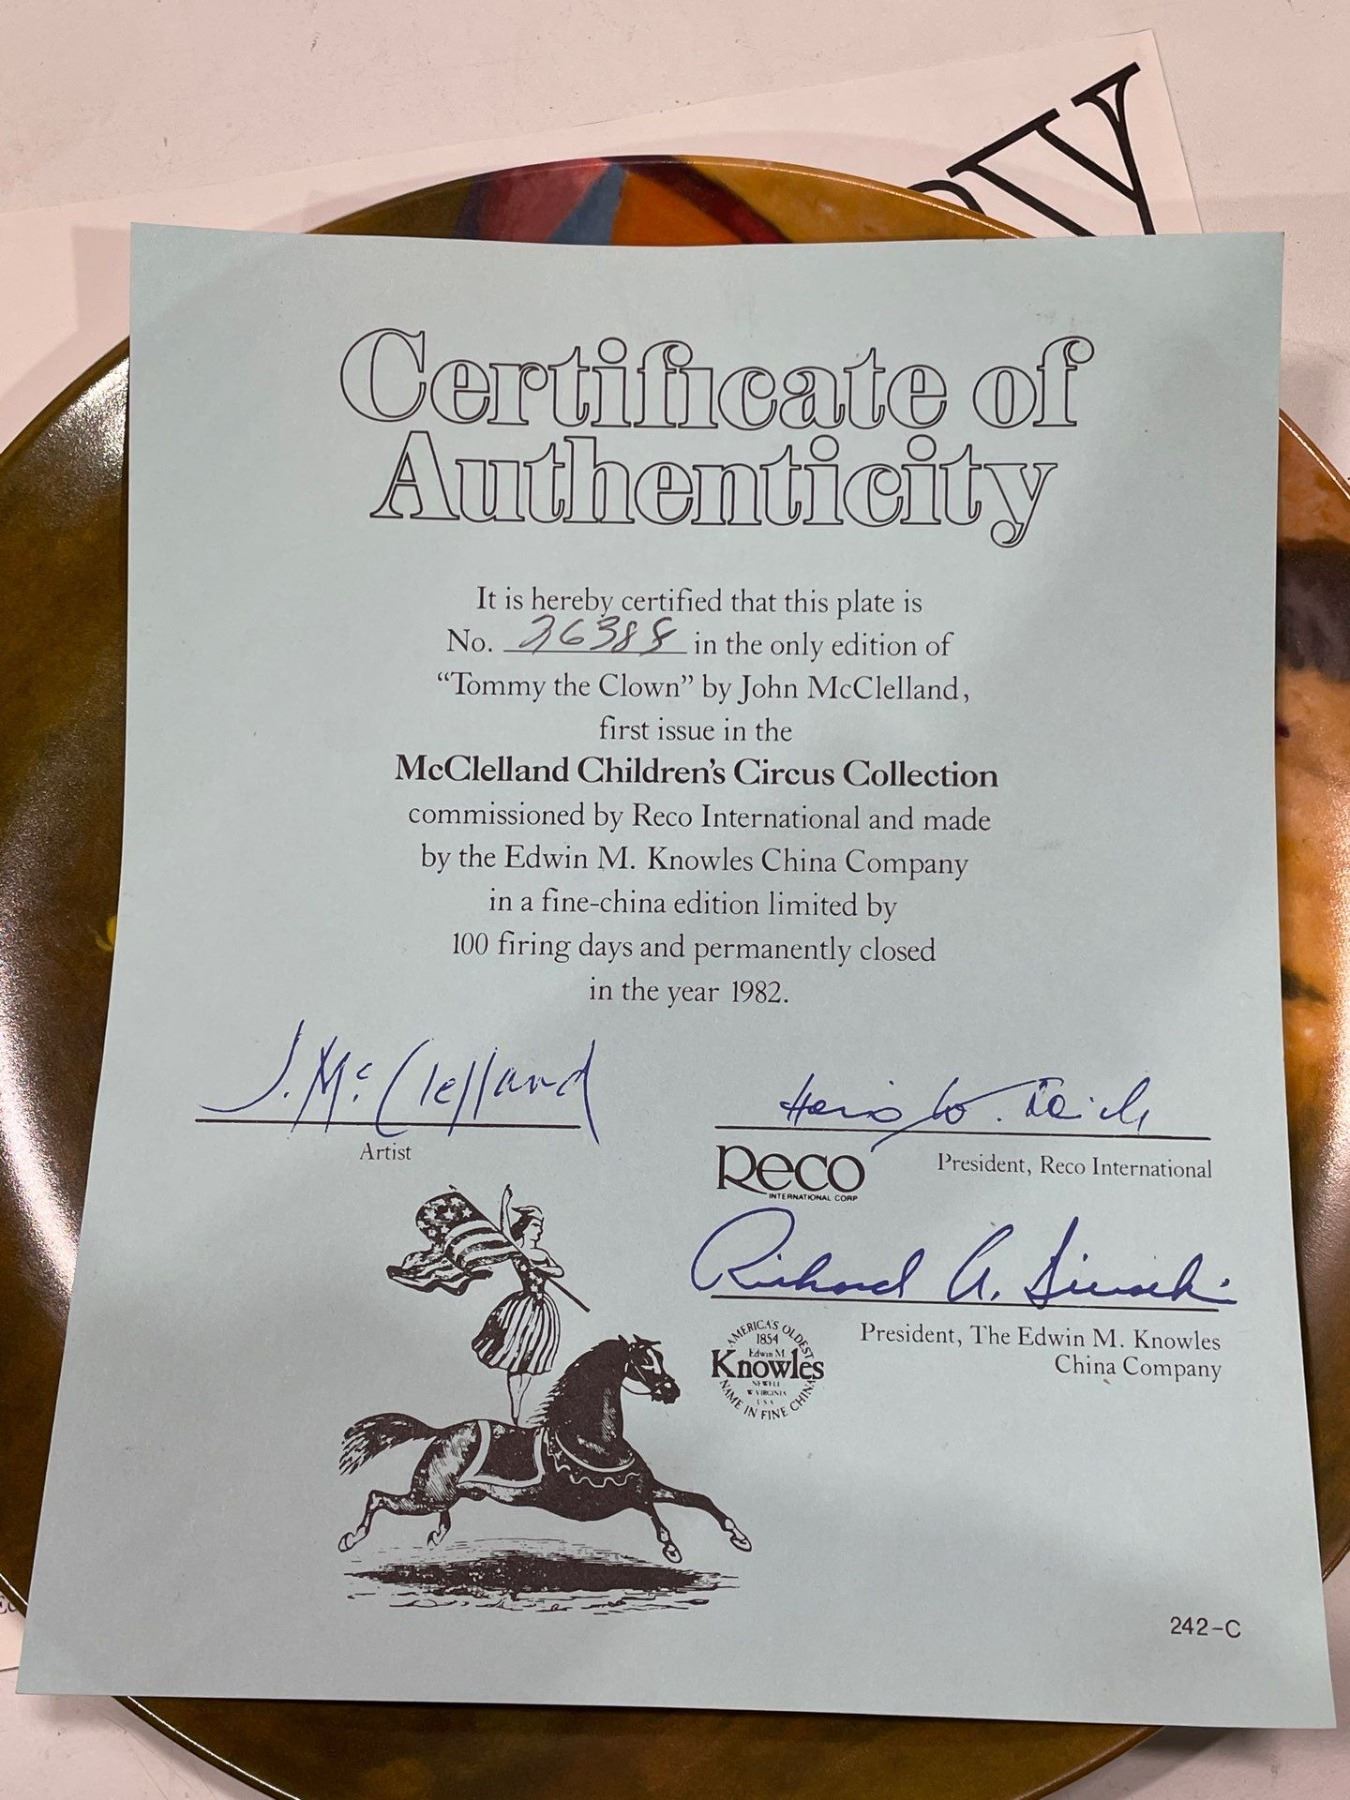 RY
Certificate of
Authenticity
It is hereby certified that this plate is
No. 26388 in the only edition of
“Tommy the Clown” by John McClelland,
first issue in the
McClelland Children's Circus Collection
commissioned by Reco International and made
by the Edwin M. Knowles China Company
in a fine-china edition limited by
100 firing days and permanently closed
in the year 1982.
J. McClelland
Artist
Reco
INTERNATIONAL CORP
President, Reco International
Richard A.
AMERICA'S OLDEST
1854
Edwin M.
Knowles
NEWELL
W VIRGINIA
USA
NAME IN FINE CHINA
President, The Edwin M. Knowles
China Company
242-C